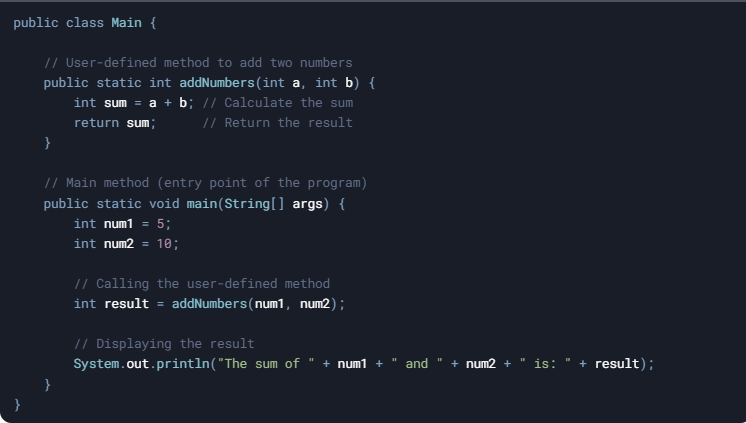 public class Main {
    // User-defined method to add two numbers
    public static int addNumbers(int a, int b) {
        int sum = a + b; // Calculate the sum
        return sum;      // Return the result
    }
    // Main method (entry point of the program)
    public static void main(String[] args) {
        int num1 = 5;
        int num2 = 10;
        // Calling the user-defined method
        int result = addNumbers(num1, num2);
        // Displaying the result
        System.out.println("The sum of " + num1 + " and " + num2 + " is: " + result);
    }
}